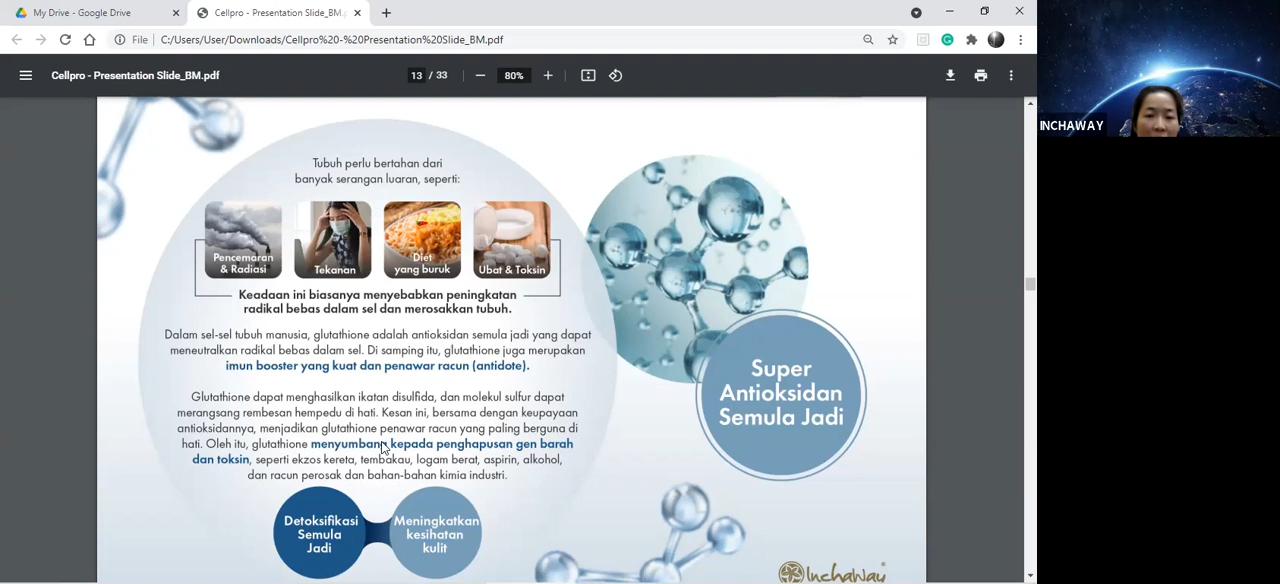 My Drive - Google Drive
Cellpro - Presentation Slide_BM.p
File
C:/Users/User/Downloads/Cellpro%20-%20Presentation%20Slide_BM.pdf
Cellpro - Presentation Slide_BM.pdf
13 / 33
80%
INCHAWAY
Tubuh perlu bertahan dari
banyak serangan luaran, seperti:
Pencemaran
& Radiasi
Tekanan
Diet
yang buruk
Ubat & Toksin
Keadaan ini biasanya menyebabkan peningkatan
radikal bebas dalam sel dan merosakkan tubuh.
Dalam sel-sel tubuh manusia, glutathione adalah antioksidan semula jadi yang dapat
meneutralkan radikal bebas dalam sel. Di samping itu, glutathione juga merupakan
imun booster yang kuat dan penawar racun (antidote).
Glutathione dapat menghasilkan ikatan disulfida, dan molekul sulfur dapat
merangsang rembesan hempedu di hati. Kesan ini, bersama dengan keupayaan
antioksidannya, menjadikan glutathione penawar racun yang paling berguna di
hati. Oleh itu, glutathione menyumbang kepada penghapusan gen barah
dan toksin, seperti ekzos kereta, tembakau, logam berat, aspirin, alkohol,
dan racun perosak dan bahan-bahan kimia industri.
Super
Antioksidan
Semula Jadi
Detoksifikasi
Semula
Jadi
Meningkatkan
kesihatan
kulit
InchaWay